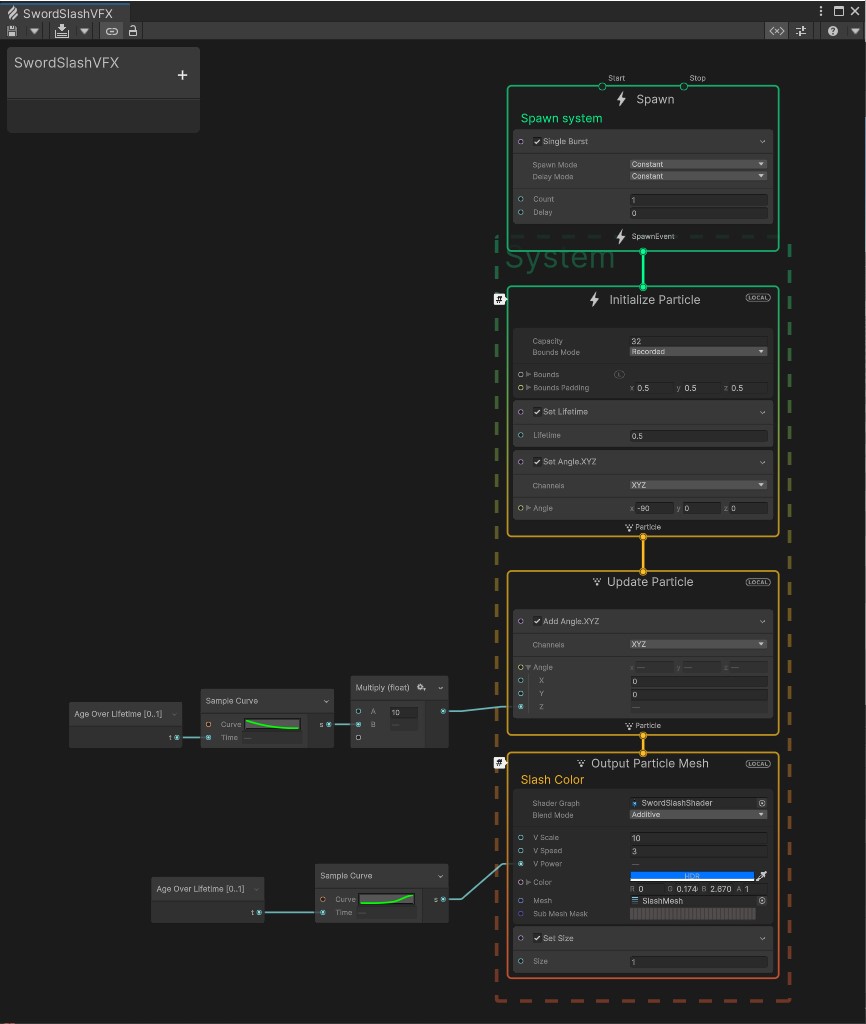 SwordSlashVFX
SwordSlashVFX
+
Start Stop
Spawn
Spawn system
Single Burst
Spawn Mode Constant
Delay Mode Constant
Count 1
Delay 0
SpawnEvent
System
# Initialize Particle LOCAL
Capacity 32
Bounds Mode Recorded
Bounds L
Bounds Padding x 0.5 y 0.5 z 0.5
Set Lifetime
Lifetime 0.5
Set Angle.XYZ
Channels XYZ
Angle x -90 y 0 z 0
Particle
Update Particle LOCAL
Add Angle.XYZ
Channels XYZ
Angle x — y — z —
X 0
Y 0
Z —
Particle
Age Over Lifetime [0..1]
t
Sample Curve
Curve s
Time —
Multiply (float)
A 10
B —
# Output Particle Mesh LOCAL
Slash Color
Shader Graph SwordSlashShader
Blend Mode Additive
V Scale 10
V Speed 3
V Power —
HDR
Color R 0 G 0.174 B 2.670 A 1
Mesh SlashMesh
Sub Mesh Mask
Set Size
Size 1
Age Over Lifetime [0..1]
t
Sample Curve
Curve s
Time —